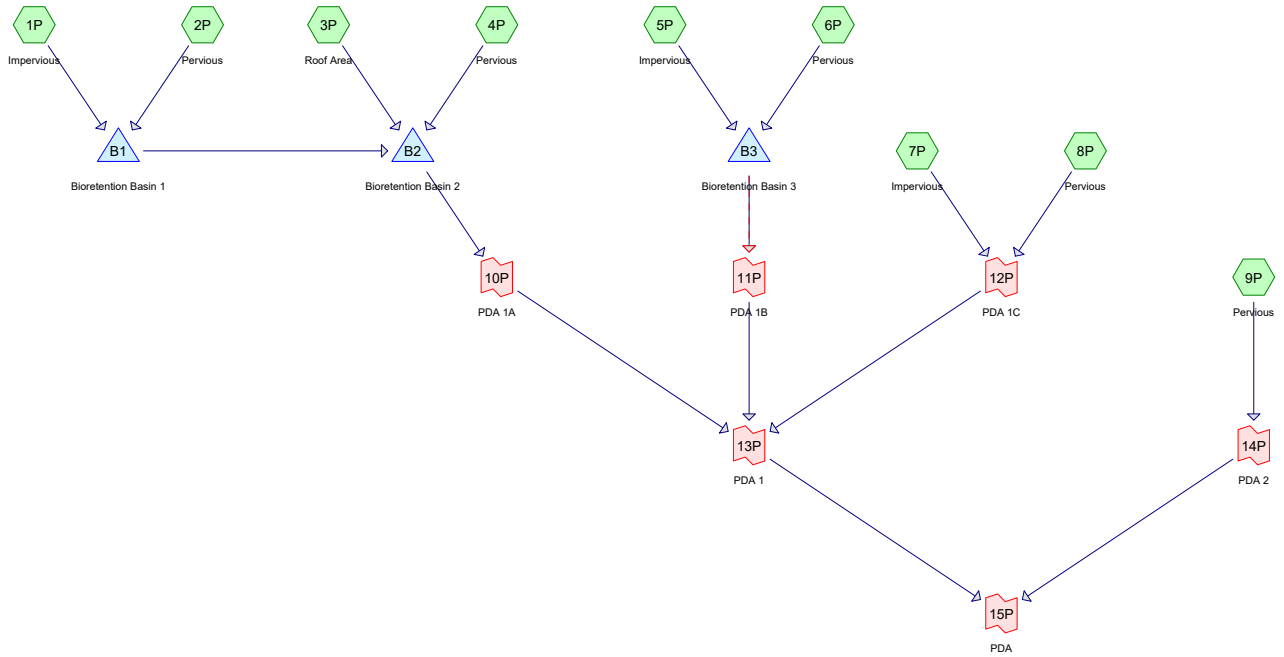 1P
2P
3P
4P
5P
6P
Impervious
Pervious
Roof Area
Pervious
Impervious
Pervious
B1
B2
B3
7P
8P
Bioretention Basin 1
Bioretention Basin 2
Bioretention Basin 3
Impervious
Pervious
10P
11P
12P
9P
PDA 1A
PDA 1B
PDA 1C
Pervious
13P
14P
PDA 1
PDA 2
15P
PDA